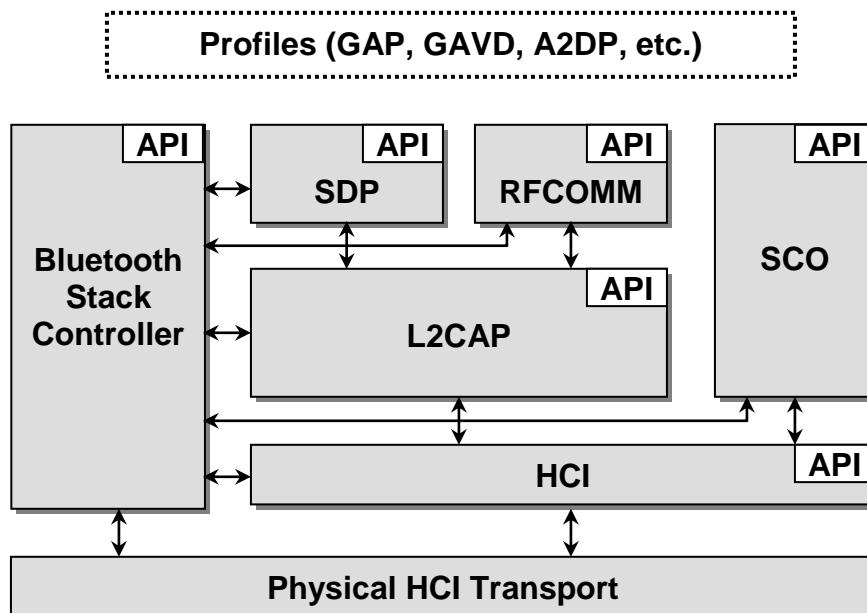 Profiles (GAP, GAVD, A2DP, etc.)
API
API
API
API
SDP
RFCOMM
Bluetooth
Stack
Controller
SCO
API
L2CAP
API
HCI
Physical HCI Transport